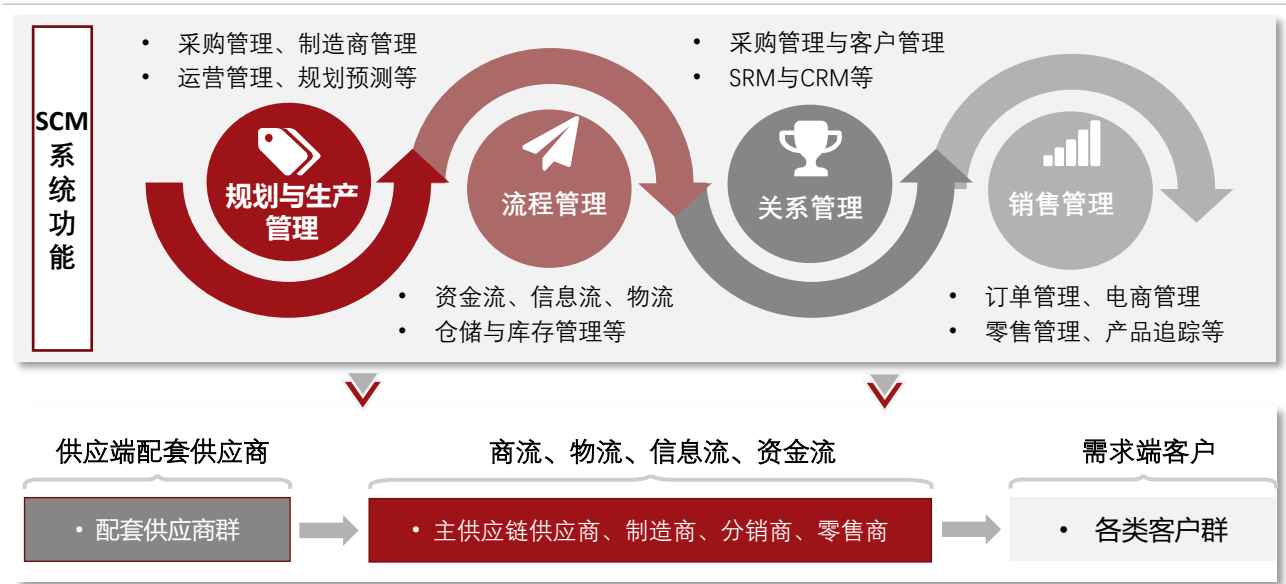 SCM
系
统
功
能
• 采购管理、制造商管理
• 运营管理、规划预测等
规划与生产
管理
流程管理
• 资金流、信息流、物流
• 仓储与库存管理等
• 采购管理与客户管理
• SRM与CRM等
关系管理
销售管理
• 订单管理、电商管理
• 零售管理、产品追踪等
供应端配套供应商
商流、物流、信息流、资金流
需求端客户
• 配套供应商群
• 主供应链供应商、制造商、分销商、零售商
• 各类客户群